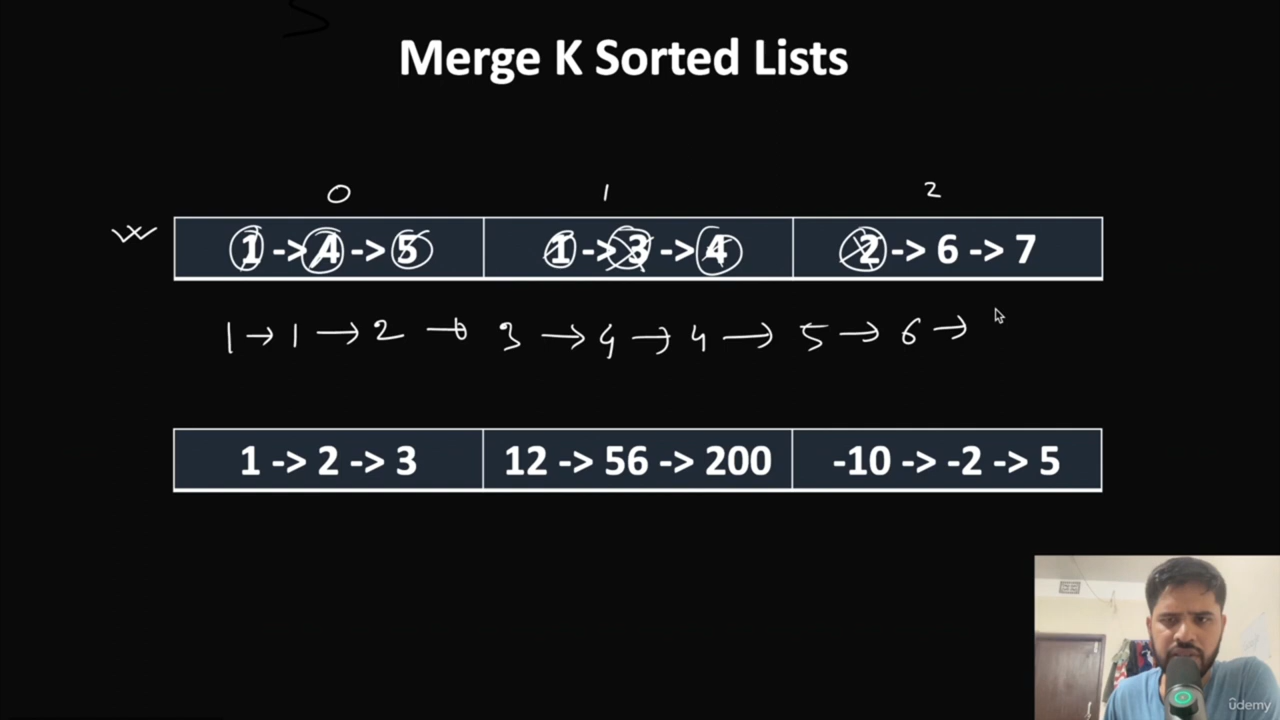 Merge K Sorted Lists
0 1 2
1 -> 4 -> 5 1 -> 3 -> 4 2 -> 6 -> 7
1 → 1 → 2 → 3 → 4 → 4 → 5 → 6 →
1 -> 2 -> 3 12 -> 56 -> 200 -10 -> -2 -> 5
ûdemy